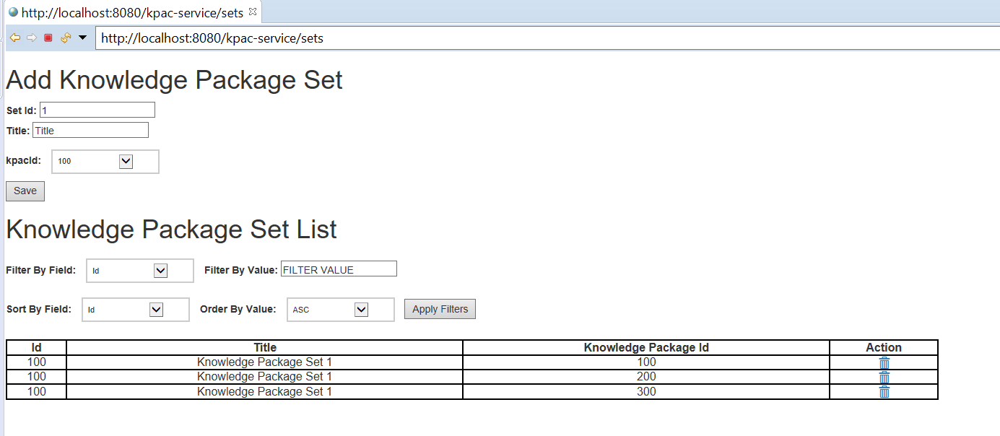 http://localhost:8080/kpac-service/sets
http://localhost:8080/kpac-service/sets
Add Knowledge Package Set
Set Id: 1
Title: Title
kpacId: 100
Save
Knowledge Package Set List
Filter By Field: Id Filter By Value: FILTER VALUE
Sort By Field: Id Order By Value: ASC Apply Filters
Id Title Knowledge Package Id Action
100 Knowledge Package Set 1 100
100 Knowledge Package Set 1 200
100 Knowledge Package Set 1 300